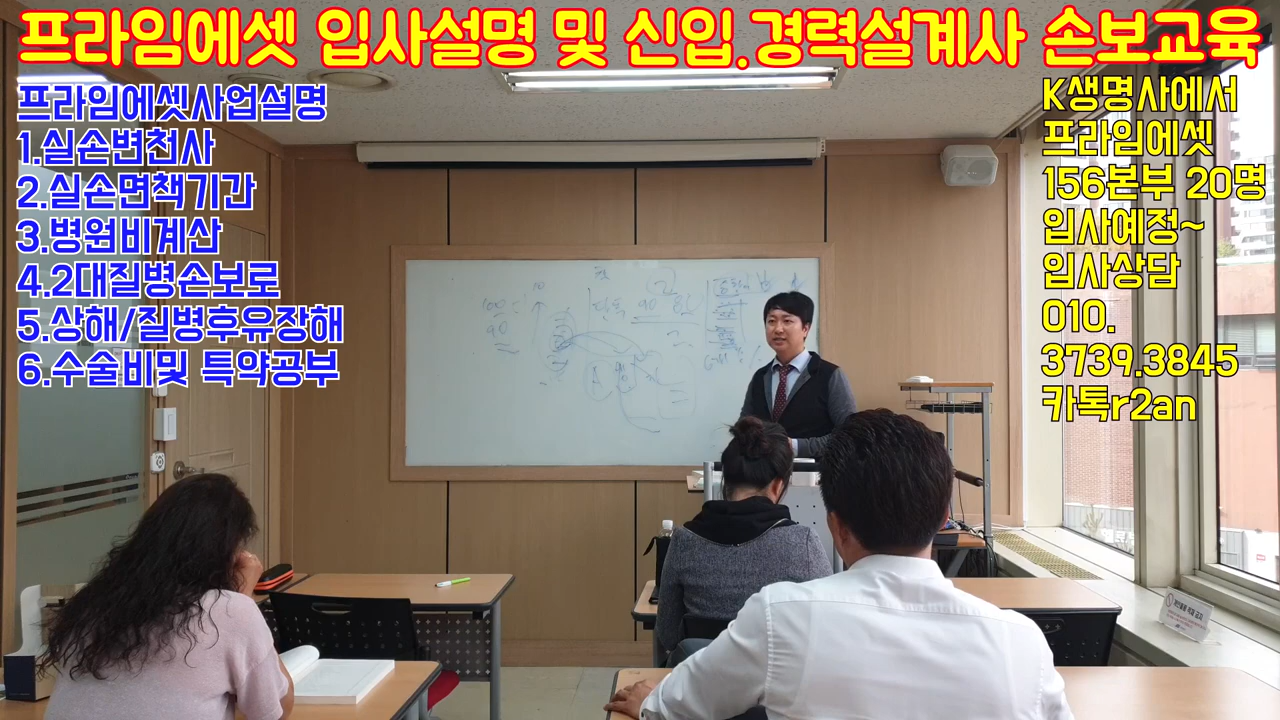 프라임에셋 입사설명 및 신입.경력설계사 손보교육
프라임에셋사업설명
1.실손변천사
2.실손면책기간
3.병원비계산
4.2대질병손보로
5.상해/질병후유장해
6.수술비및 특약공부
K생명사에서
프라임에셋
156본부 20명
입사예정~
입사상담
010.
3739.3845
카톡r2an